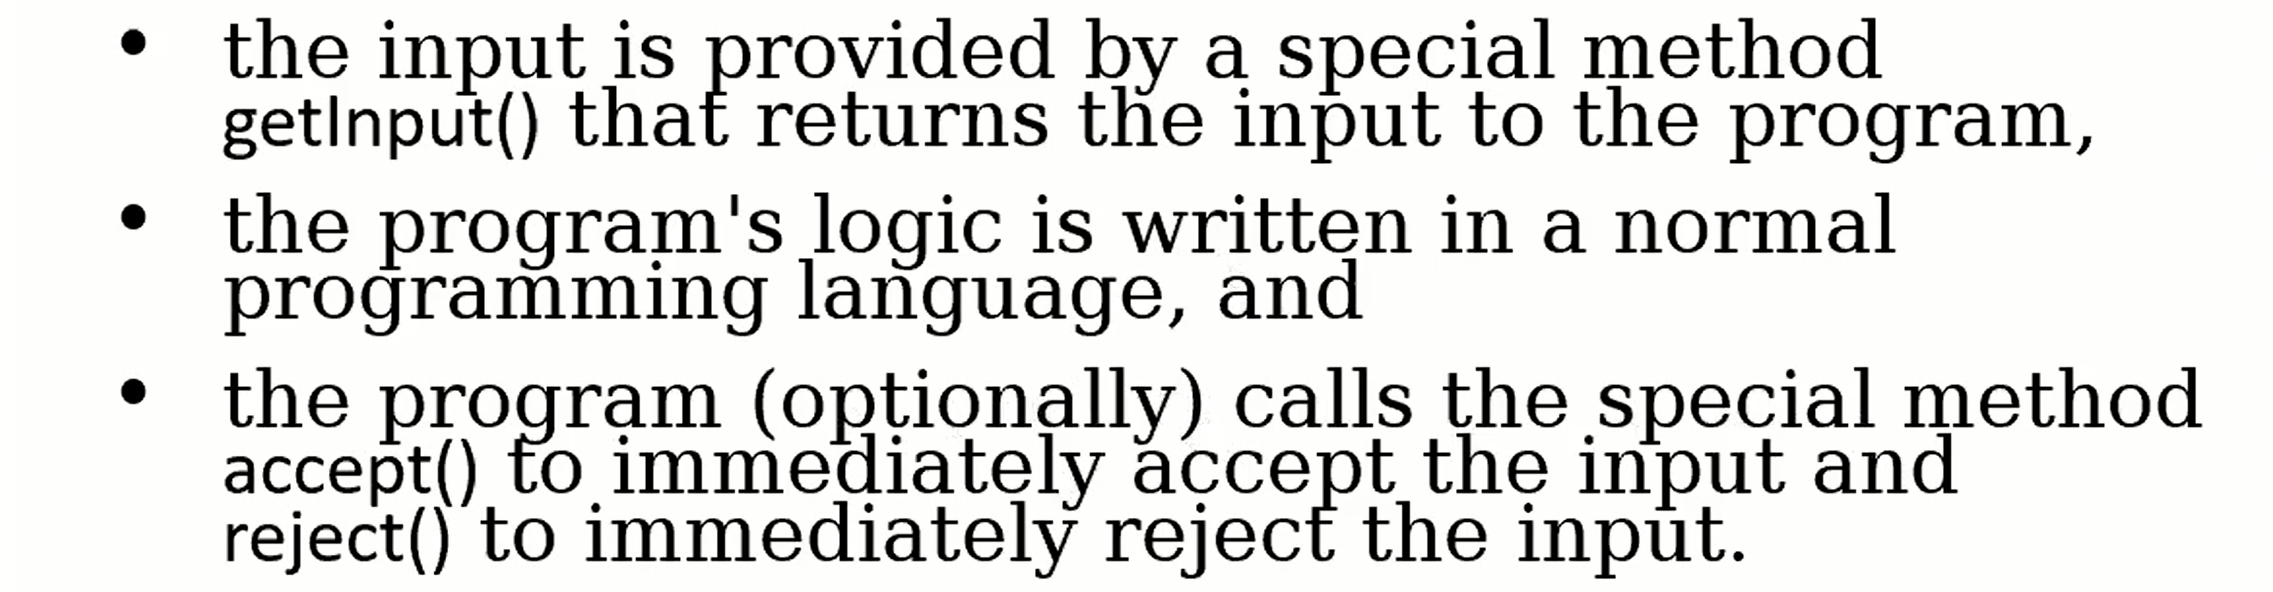 • the input is provided by a special method
getInput() that returns the input to the program,
• the program's logic is written in a normal
programming language, and
• the program (optionally) calls the special method
accept() to immediately accept the input and
reject() to immediately reject the input.